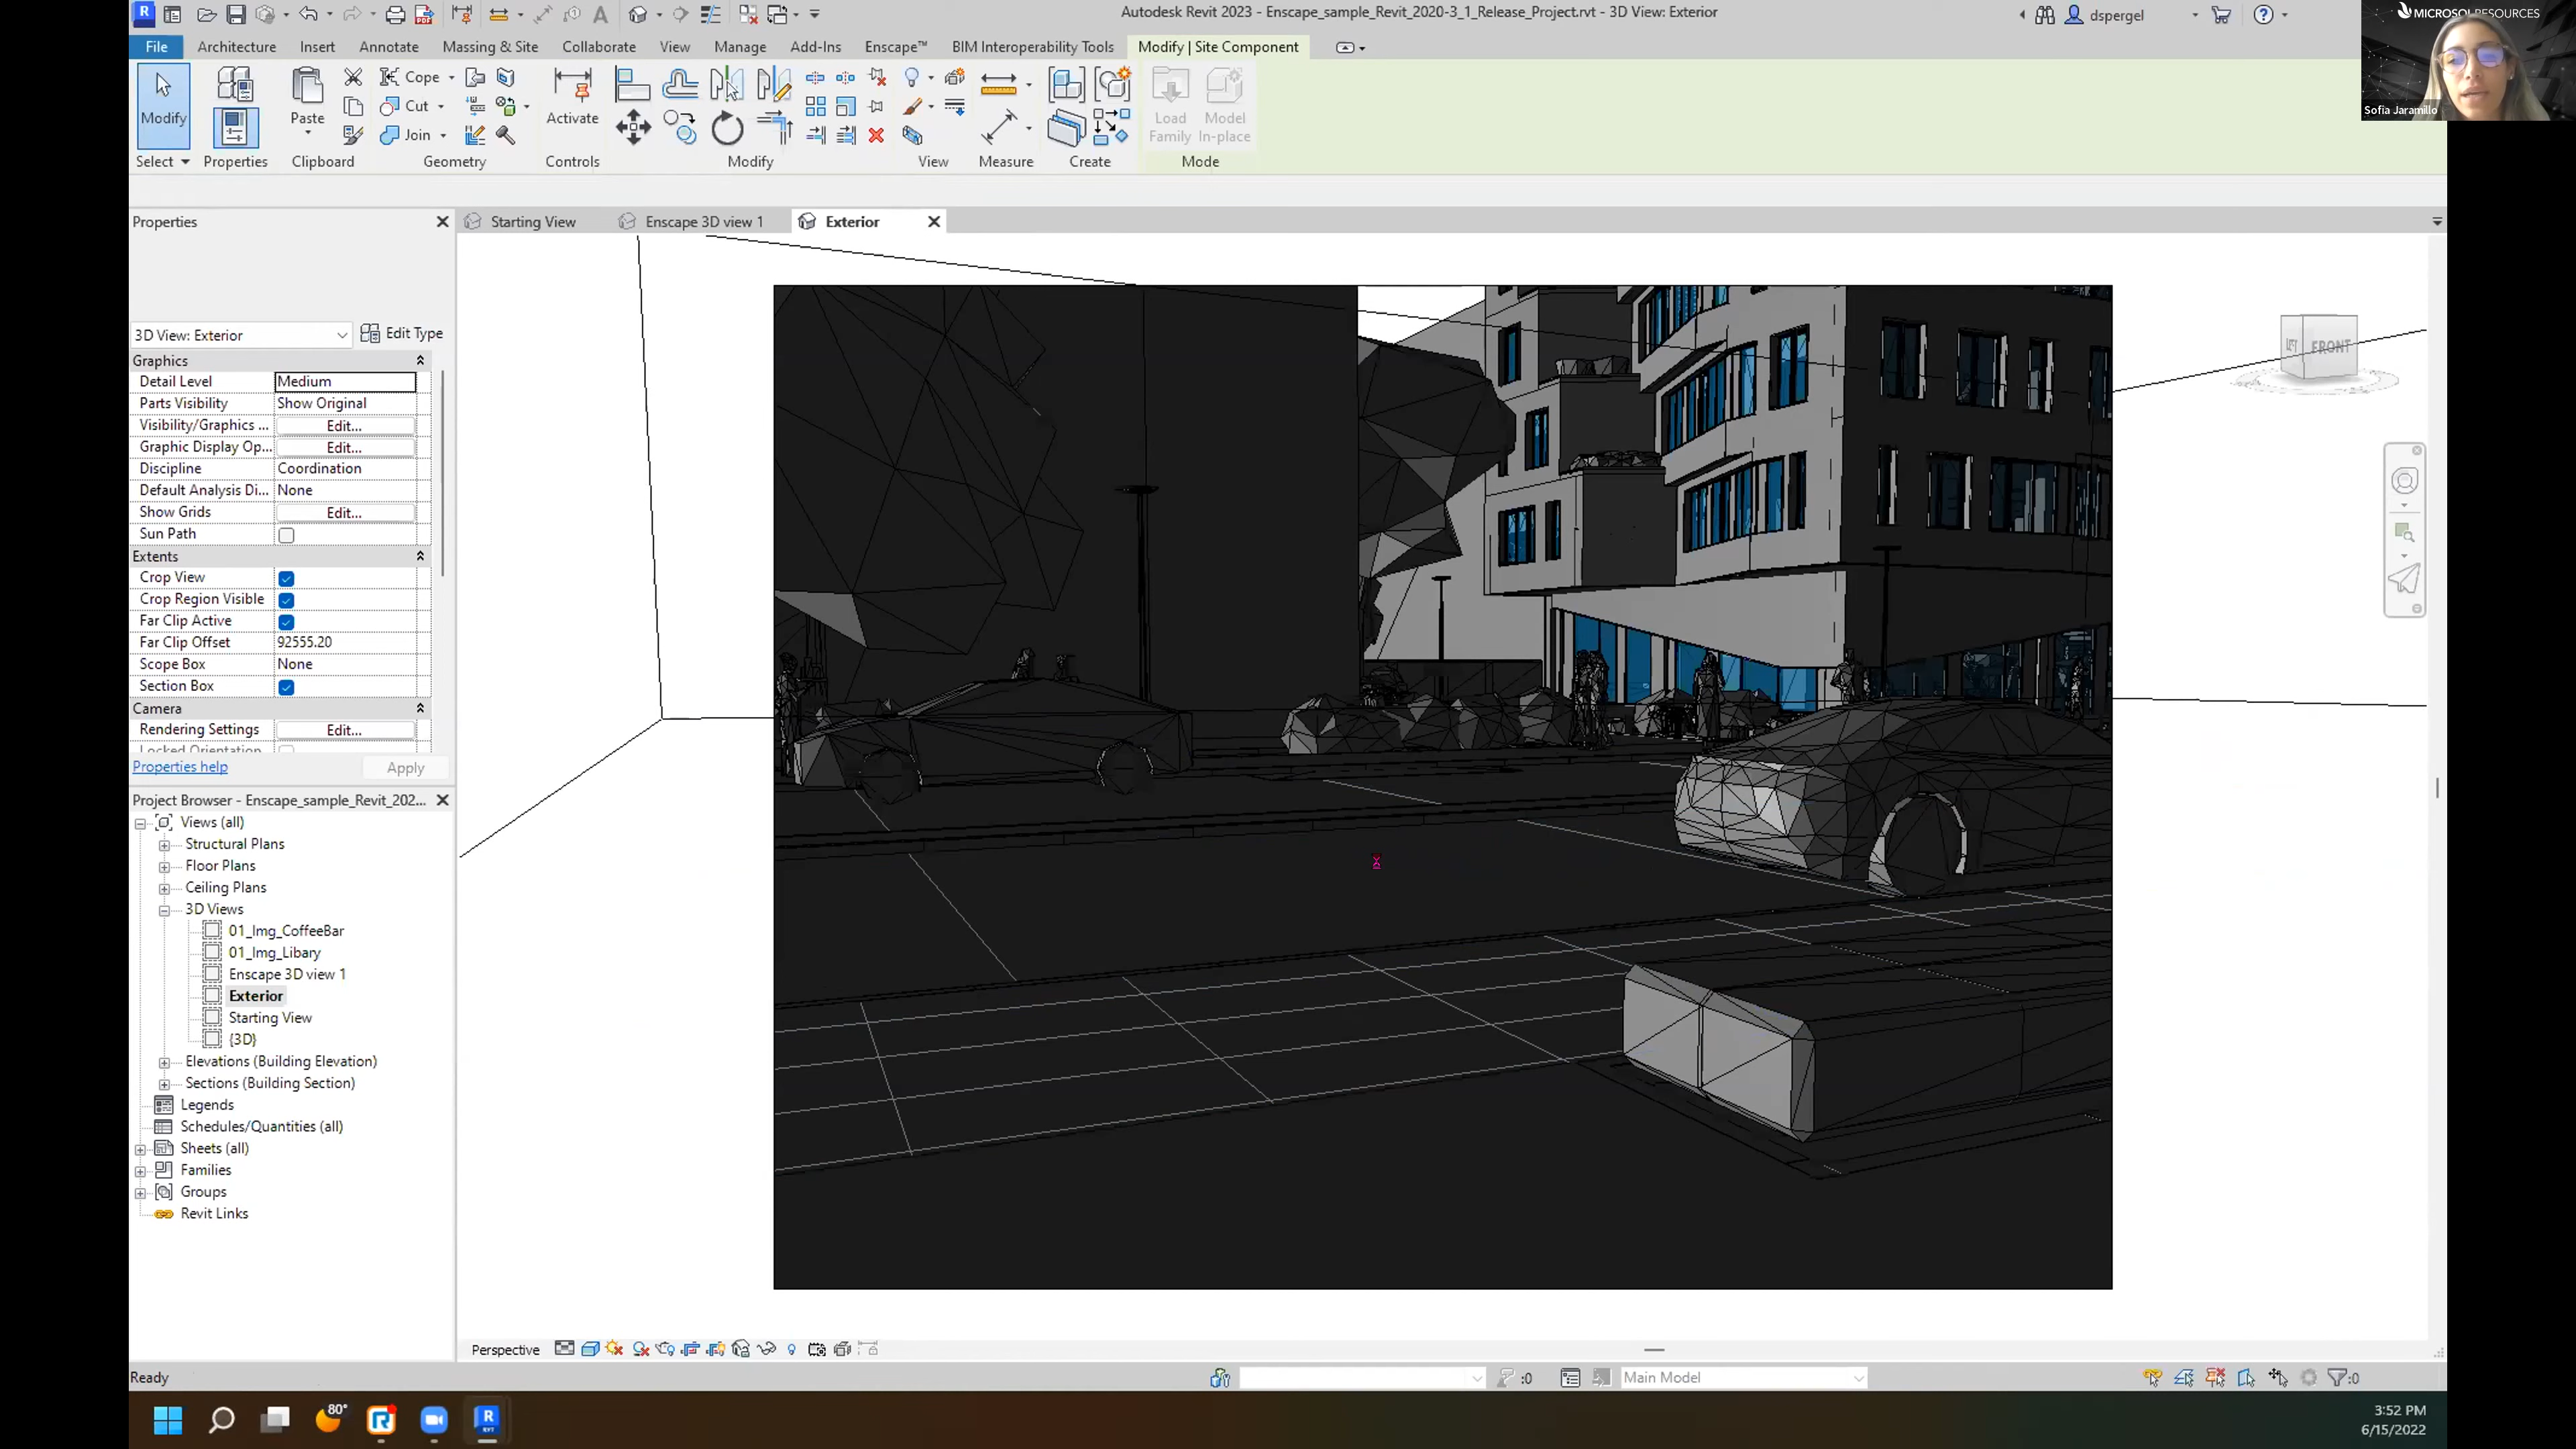 Autodesk Revit 2023 - Enscape_sample_Revit_2020-3_1_Release_Project.rvt - 3D View: Exterior
dspergel
MICROSOL RESOURCES
Sofia Jaramillo
File Architecture Insert Annotate Massing & Site Collaborate View Manage Add-Ins Enscape™ BIM Interoperability Tools Modify | Site Component
Modify
Paste
Cope
Cut
Join
Activate
Load Family
Model In-place
Select Properties Clipboard Geometry Controls Modify View Measure Create Mode
Properties
Starting View Enscape 3D view 1 Exterior
3D View: Exterior Edit Type
Graphics
Detail Level Medium
Parts Visibility Show Original
Visibility/Graphics ... Edit...
Graphic Display Op... Edit...
Discipline Coordination
Default Analysis Di... None
Show Grids Edit...
Sun Path
Extents
Crop View
Crop Region Visible
Far Clip Active
Far Clip Offset 92555.20
Scope Box None
Section Box
Camera
Rendering Settings Edit...
Locked Orientation
Properties help Apply
LEFT FRONT
Project Browser - Enscape_sample_Revit_202...
Views (all)
Structural Plans
Floor Plans
Ceiling Plans
3D Views
01_Img_CoffeeBar
01_Img_Libary
Enscape 3D view 1
Exterior
Starting View
{3D}
Elevations (Building Elevation)
Sections (Building Section)
Legends
Schedules/Quantities (all)
Sheets (all)
Families
Groups
Revit Links
Perspective
Ready
:0
Main Model
:0
80°
R
RVT
3:52 PM
6/15/2022